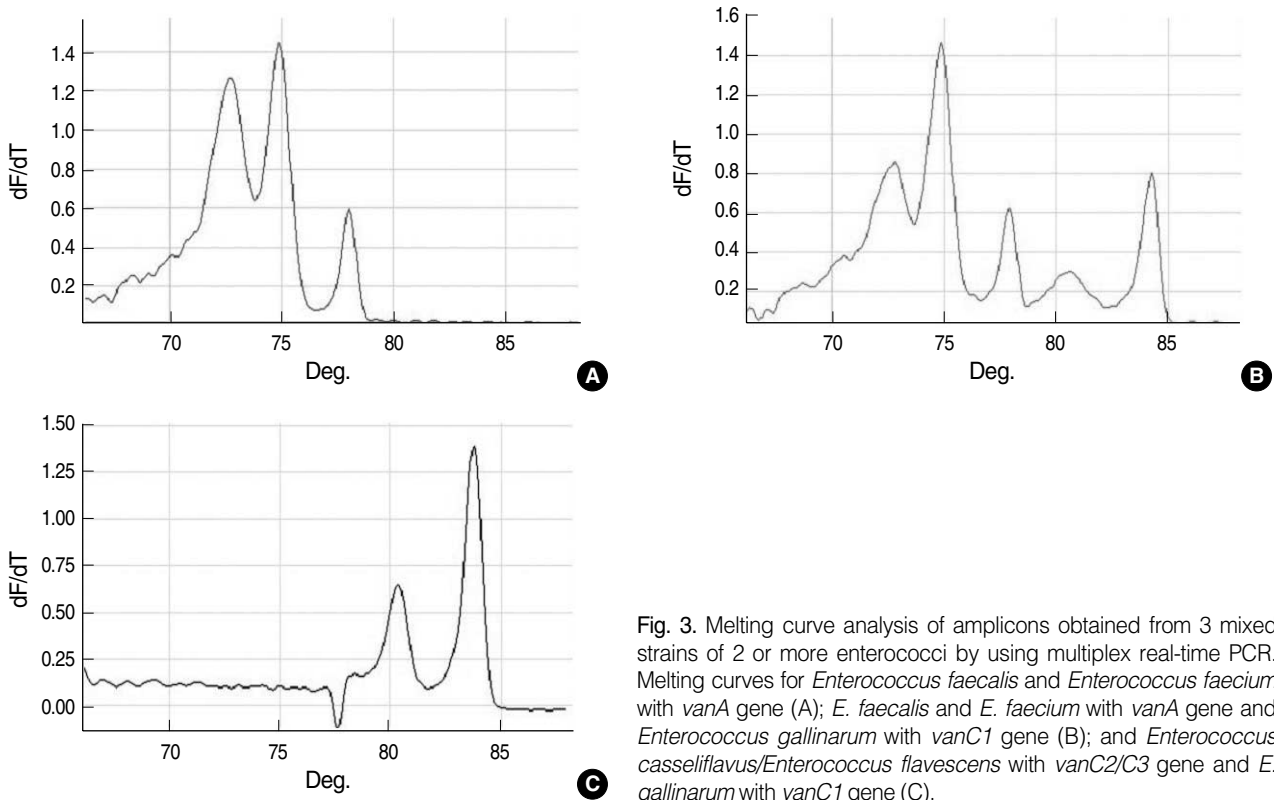 1.4
1.2
1.0
0.8
0.6
0.4
0.2
dF/dT
70 75 80 85
Deg.
A
1.6
1.4
1.2
1.0
0.8
0.6
0.4
0.2
dF/dT
70 75 80 85
Deg.
B
1.50
1.25
1.00
0.75
0.50
0.25
0.00
dF/dT
70 75 80 85
Deg.
C
Fig. 3. Melting curve analysis of amplicons obtained from 3 mixed
strains of 2 or more enterococci by using multiplex real-time PCR.
Melting curves for Enterococcus faecalis and Enterococcus faecium
with vanA gene (A); E. faecalis and E. faecium with vanA gene and
Enterococcus gallinarum with vanC1 gene (B); and Enterococcus
casseliflavus/Enterococcus flavescens with vanC2/C3 gene and E.
gallinarum with vanC1 gene (C).